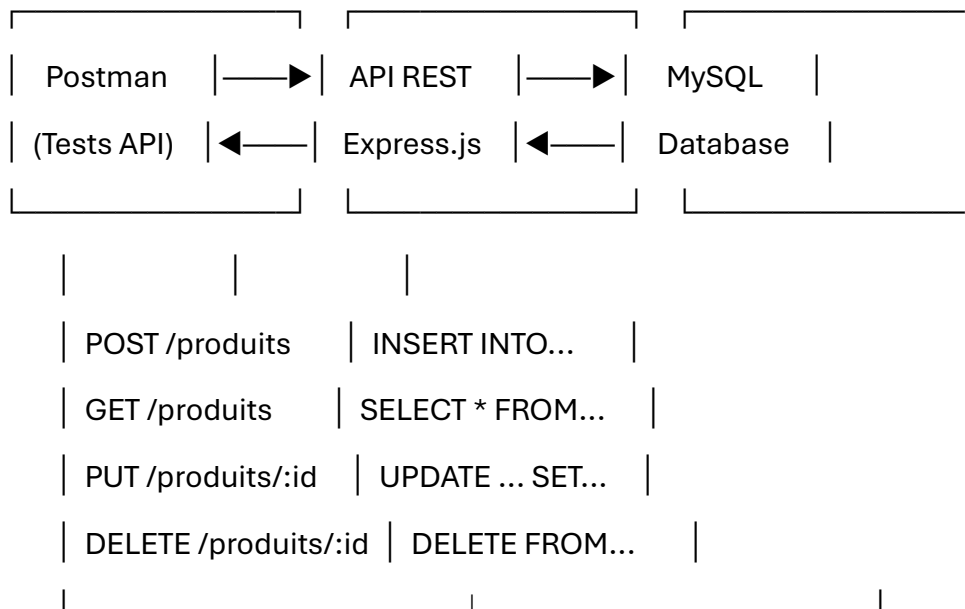 Postman API REST MySQL
(Tests API) Express.js Database
POST /produits INSERT INTO...
GET /produits SELECT * FROM...
PUT /produits/:id UPDATE ... SET...
DELETE /produits/:id DELETE FROM...